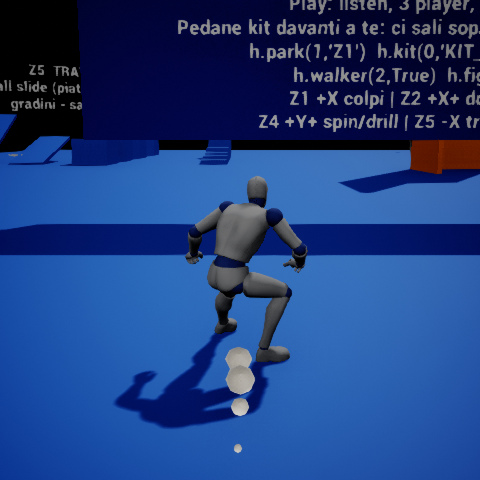 Play: listen, 3 player,
Pedane kit davanti a te: ci sali sop
h.park(1,'Z1') h.kit(0,'KIT_
h.walker(2,True) h.fig
Z1 +X colpi | Z2 +X+ d
Z4 +Y+ spin/drill | Z5 -X tr
Z5 TRA
all slide (piat
gradini - sa